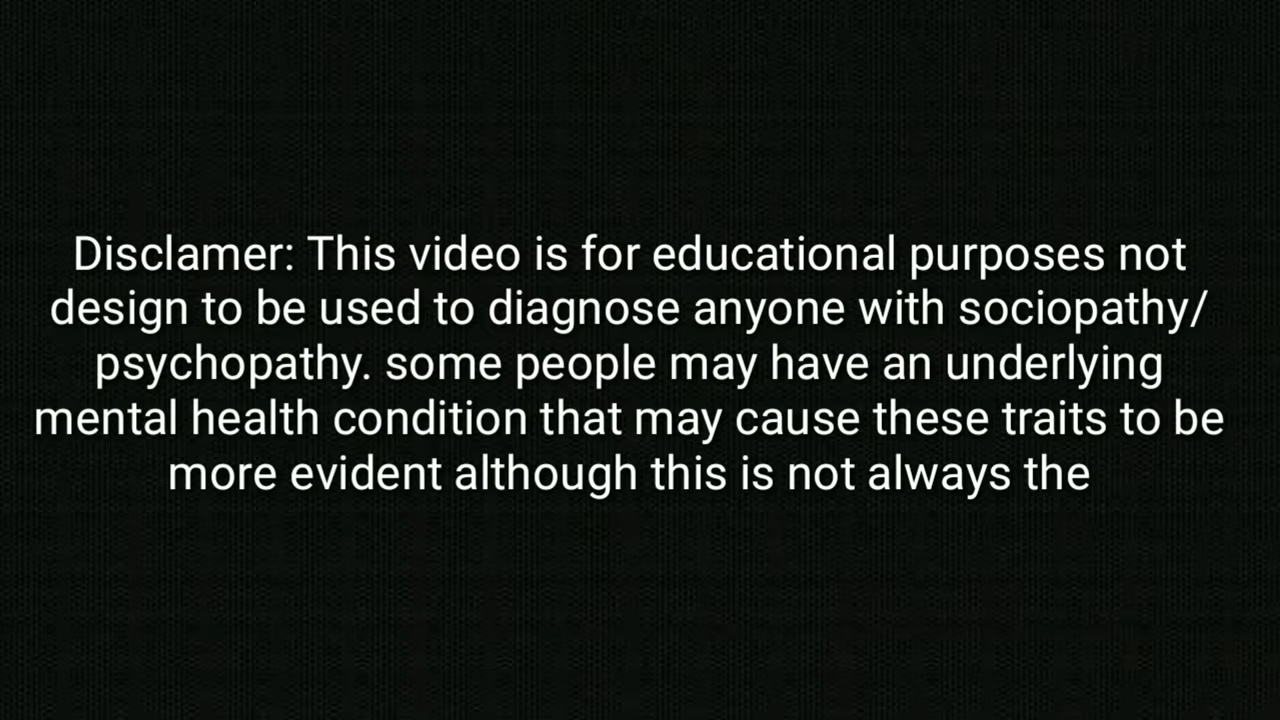 Disclamer: This video is for educational purposes not
design to be used to diagnose anyone with sociopathy/
psychopathy. some people may have an underlying
mental health condition that may cause these traits to be
more evident although this is not always the